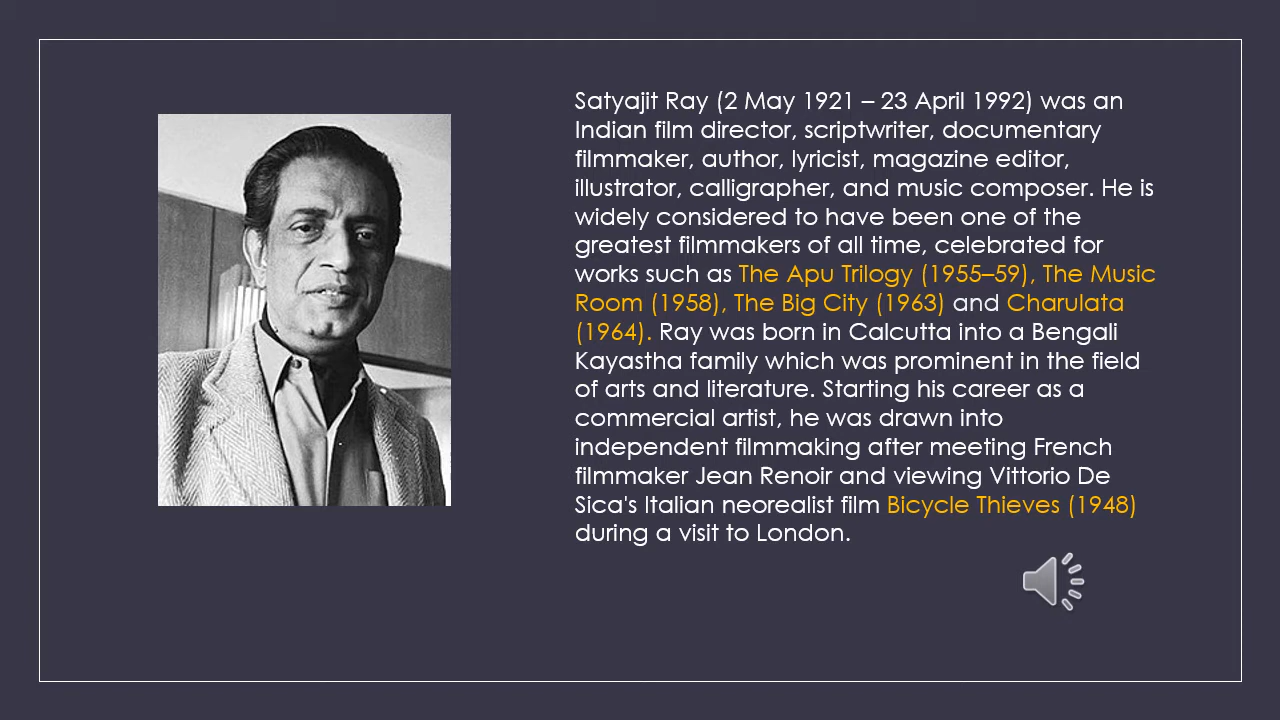 Satyajit Ray (2 May 1921 – 23 April 1992) was an
Indian film director, scriptwriter, documentary
filmmaker, author, lyricist, magazine editor,
illustrator, calligrapher, and music composer. He is
widely considered to have been one of the
greatest filmmakers of all time, celebrated for
works such as The Apu Trilogy (1955–59), The Music
Room (1958), The Big City (1963) and Charulata
(1964). Ray was born in Calcutta into a Bengali
Kayastha family which was prominent in the field
of arts and literature. Starting his career as a
commercial artist, he was drawn into
independent filmmaking after meeting French
filmmaker Jean Renoir and viewing Vittorio De
Sica's Italian neorealist film Bicycle Thieves (1948)
during a visit to London.